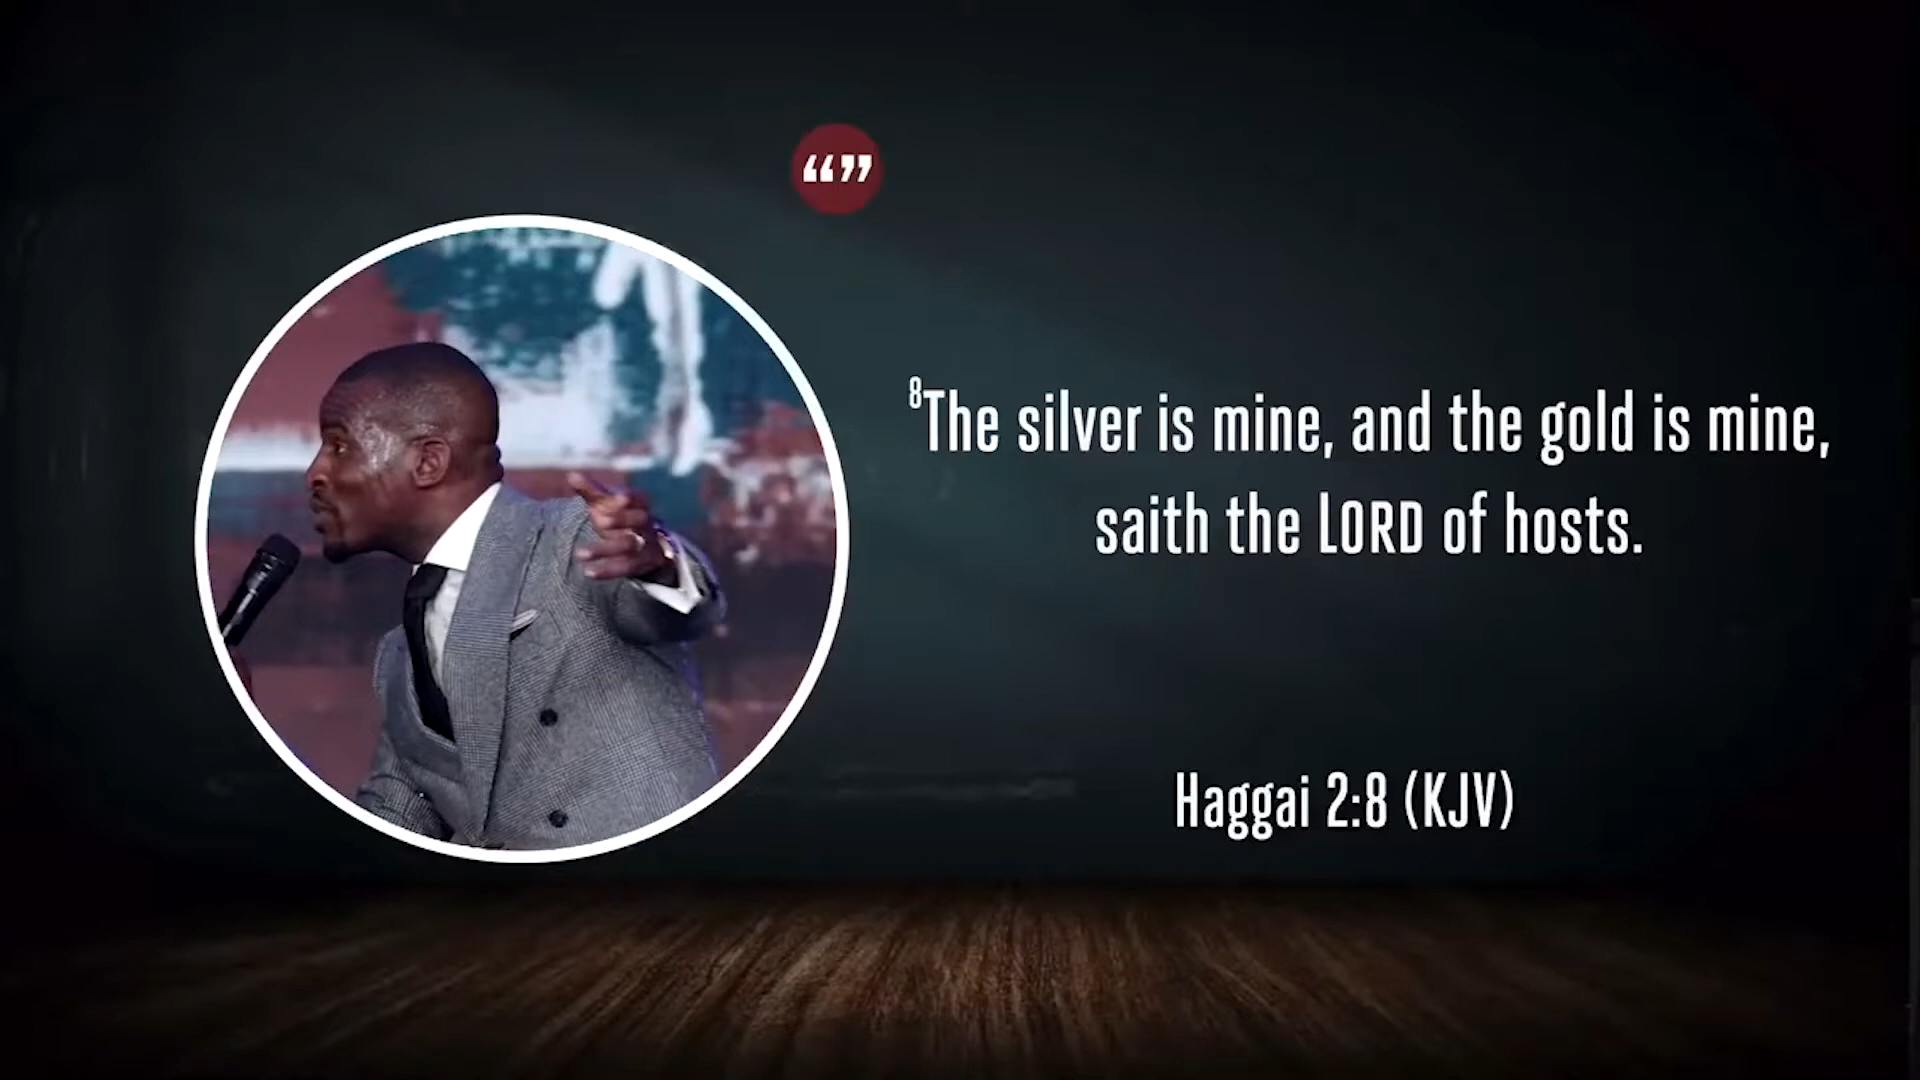 “”
⁸The silver is mine, and the gold is mine,
saith the LORD of hosts.
Haggai 2:8 (KJV)